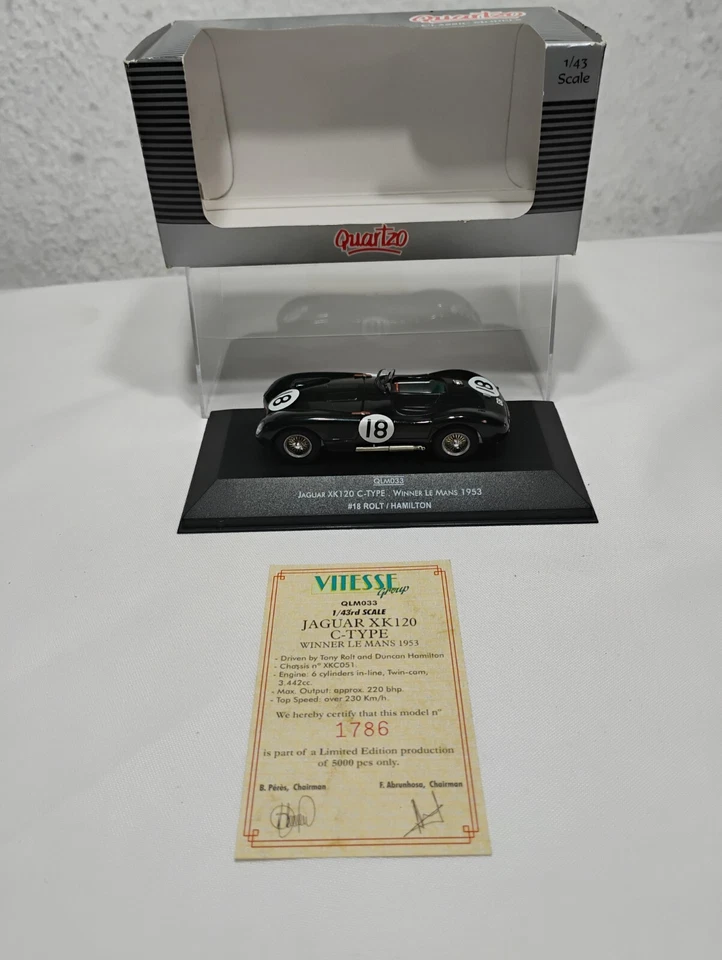 Quartzo
CLASSIC MODELS
1/43
Scale
Quartzo
18
18
18
18
QLM033
JAGUAR XK120 C-TYPE . WINNER LE MANS 1953
#18 ROLT / HAMILTON
VITESSE
Group
QLM033
1/43rd SCALE
JAGUAR XK120
C-TYPE
WINNER LE MANS 1953
- Driven by Tony Rolt and Duncan Hamilton
- Chassis nº XKC051.
- Engine: 6 cylinders in-line, Twin-cam,
3.442cc.
- Max. Output: approx. 220 bhp.
- Top Speed: over 230 Km/h.
We hereby certify that this model nº
1786
is part of a Limited Edition production
of 5000 pcs only.
B. Pérès, Chairman F. Abrunhosa, Chairman